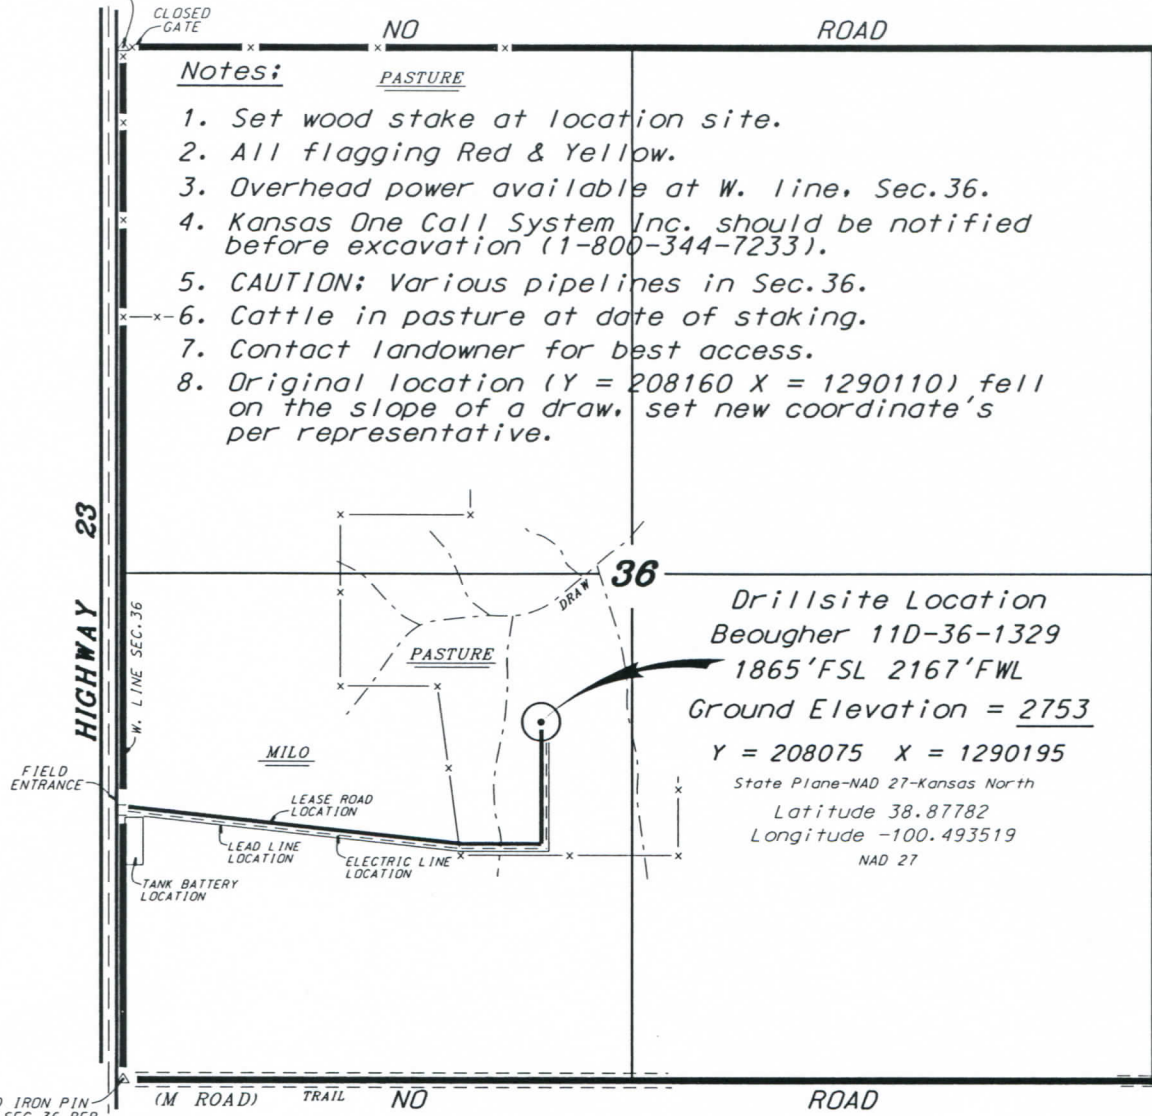 CLOSED
GATE
NO ROAD
Notes:
PASTURE
1. Set wood stake at location site.
2. All flagging Red & Yellow.
3. Overhead power available at W. line, Sec.36.
4. Kansas One Call System Inc. should be notified
before excavation (1-800-344-7233).
5. CAUTION: Various pipelines in Sec.36.
6. Cattle in pasture at date of staking.
7. Contact landowner for best access.
8. Original location (Y = 208160 X = 1290110) fell
on the slope of a draw, set new coordinate's
per representative.
HIGHWAY 23
W. LINE SEC.36
36
DRAW
PASTURE
Drillsite Location
Beougher 11D-36-1329
1865'FSL 2167'FWL
Ground Elevation = 2753
Y = 208075 X = 1290195
State Plane-NAD 27-Kansas North
Latitude 38.87782
Longitude -100.493519
NAD 27
MILO
FIELD
ENTRANCE
LEASE ROAD
LOCATION
LEAD LINE
LOCATION
ELECTRIC LINE
LOCATION
TANK BATTERY
LOCATION
IRON PIN
(M ROAD) TRAIL NO ROAD